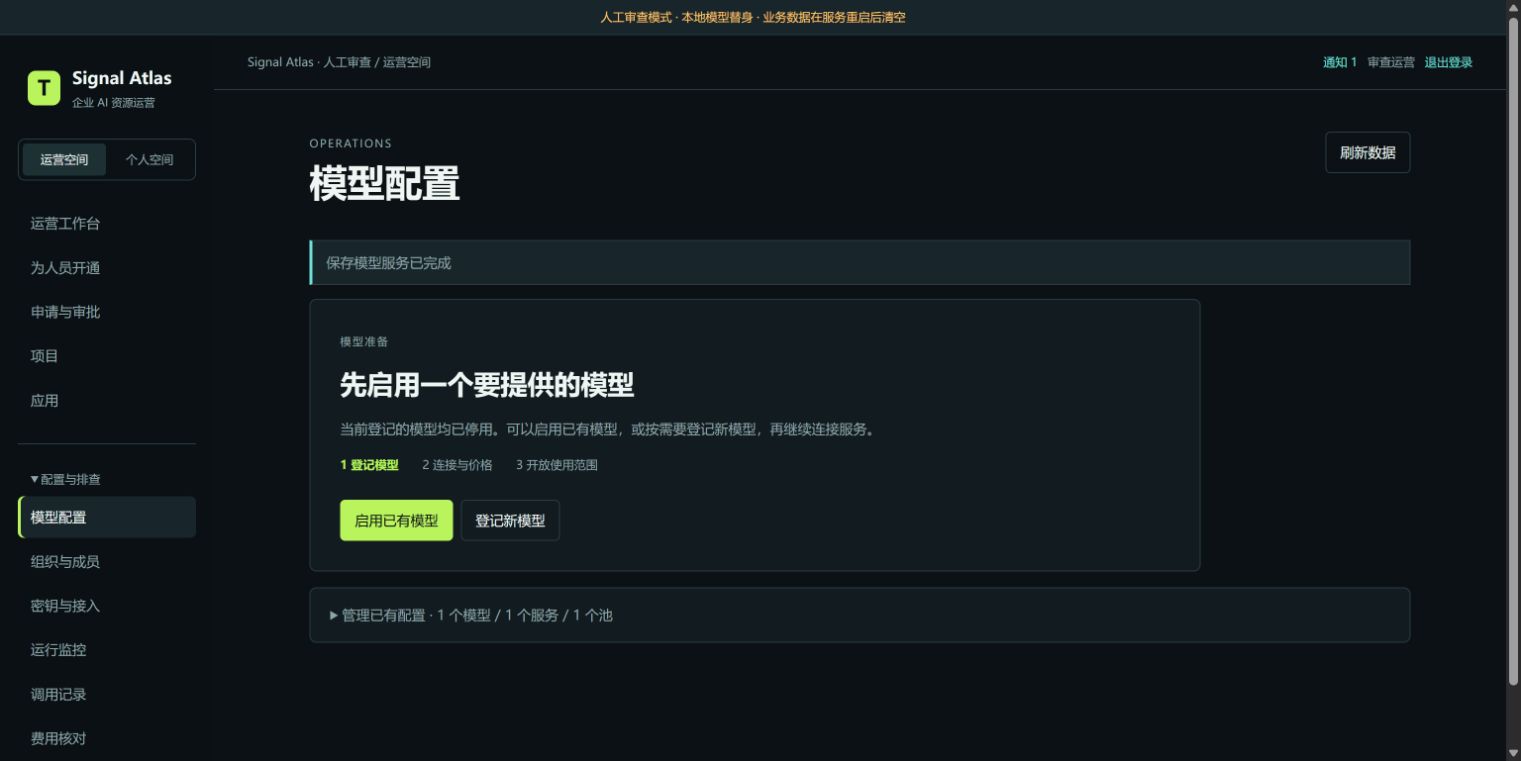 人工审查模式 · 本地模型替身 · 业务数据在服务重启后清空
T
Signal Atlas
企业 AI 资源运营
Signal Atlas · 人工审查 / 运营空间
通知 1 审查运营 退出登录
运营空间 个人空间
运营工作台
为人员开通
申请与审批
项目
应用
▼配置与排查
模型配置
组织与成员
密钥与接入
运行监控
调用记录
费用核对
OPERATIONS
模型配置
刷新数据
保存模型服务已完成
模型准备
先启用一个要提供的模型
当前登记的模型均已停用。可以启用已有模型，或按需要登记新模型，再继续连接服务。
1 登记模型 2 连接与价格 3 开放使用范围
启用已有模型 登记新模型
▶管理已有配置 · 1 个模型 / 1 个服务 / 1 个池